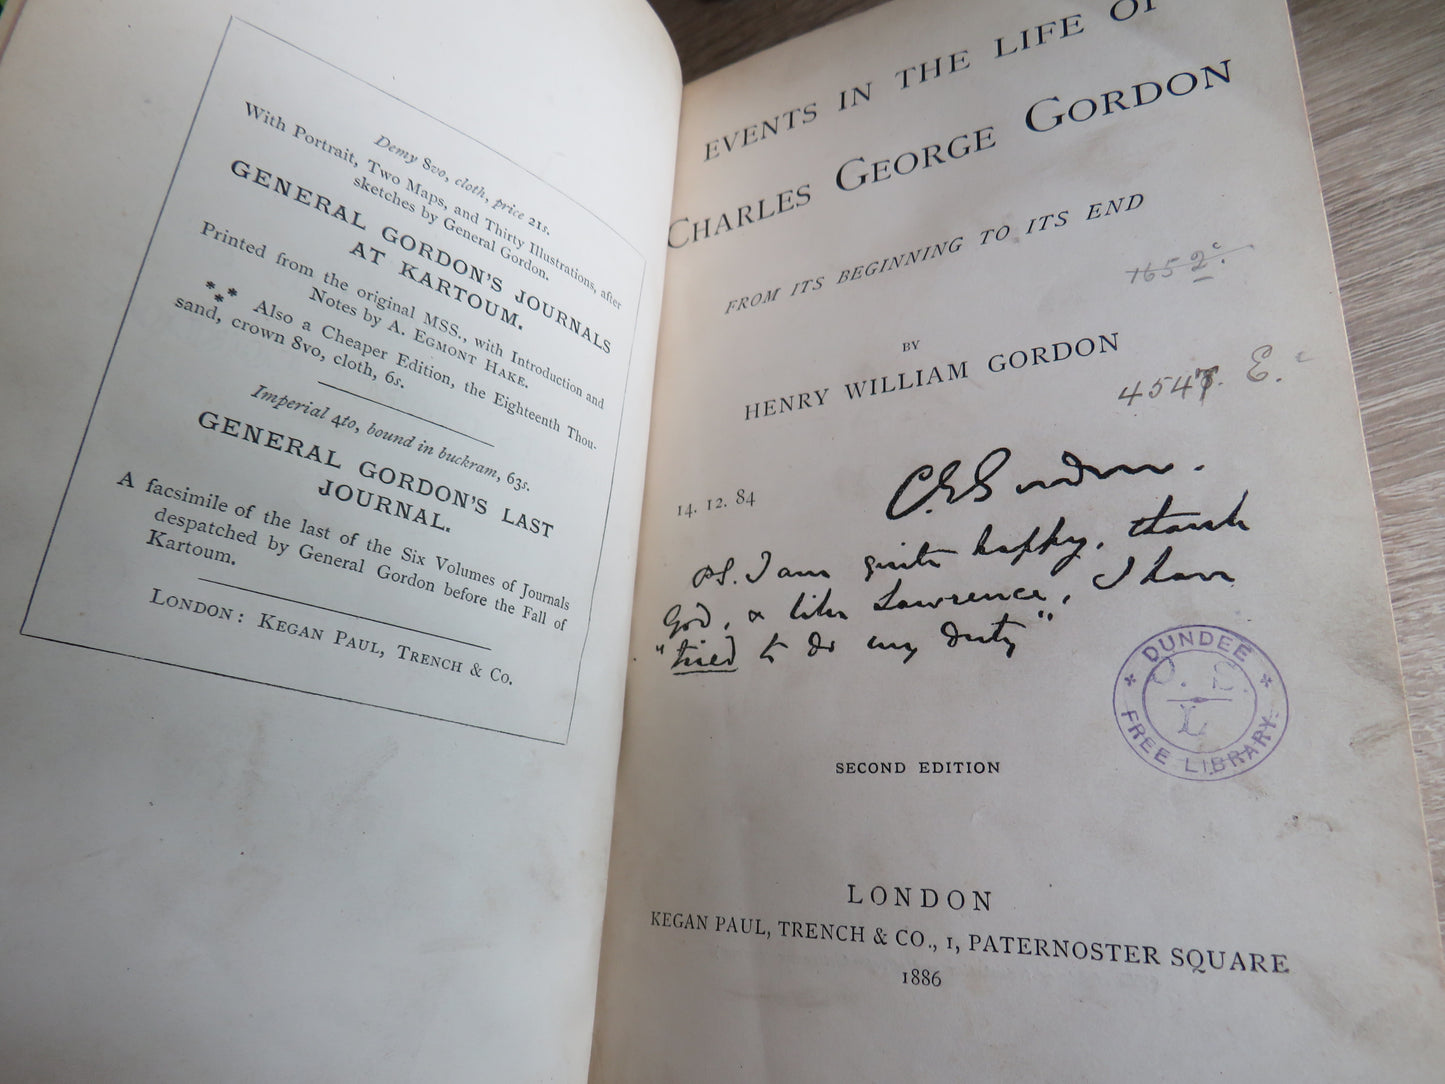 Demy 8vo, cloth, price 21s.
With Portrait, Two Maps, and Thirty Illustrations, after
sketches by General Gordon.
GENERAL GORDON'S JOURNALS
AT KARTOUM.
Printed from the original MSS., with Introduction and
Notes by A. EGMONT HAKE.
*** Also a Cheaper Edition, the Eighteenth Thou-
sand, crown 8vo, cloth, 6s.
Imperial 4to, bound in buckram, 63s.
GENERAL GORDON'S LAST
JOURNAL.
A facsimile of the last of the Six Volumes of Journals
despatched by General Gordon before the Fall of
Kartoum.
LONDON: KEGAN PAUL, TRENCH & CO.
EVENTS IN THE LIFE OF
CHARLES GEORGE GORDON
FROM ITS BEGINNING TO ITS END
1652
BY
HENRY WILLIAM GORDON
4547. E.
14. 12. 84
C. G. Gordon.
PS. I am quite happy, thank
God, & like Lawrence, I have
"tried to do my duty"
DUNDEE
FREE LIBRARY.
L
SECOND EDITION
LONDON
KEGAN PAUL, TRENCH & CO., 1, PATERNOSTER SQUARE
1886